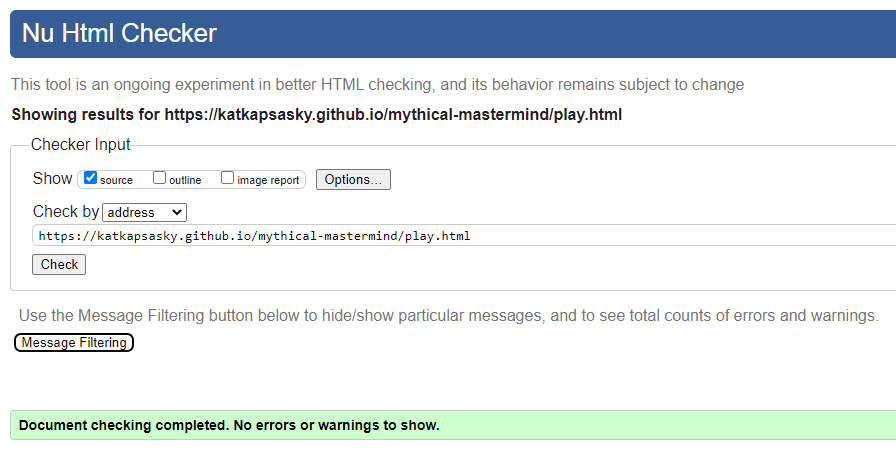 Nu Html Checker
This tool is an ongoing experiment in better HTML checking, and its behavior remains subject to change
Showing results for https://katkapsasky.github.io/mythical-mastermind/play.html
Checker Input
Show source outline image report Options...
Check by address
https://katkapsasky.github.io/mythical-mastermind/play.html
Check
Use the Message Filtering button below to hide/show particular messages, and to see total counts of errors and warnings.
Message Filtering
Document checking completed. No errors or warnings to show.